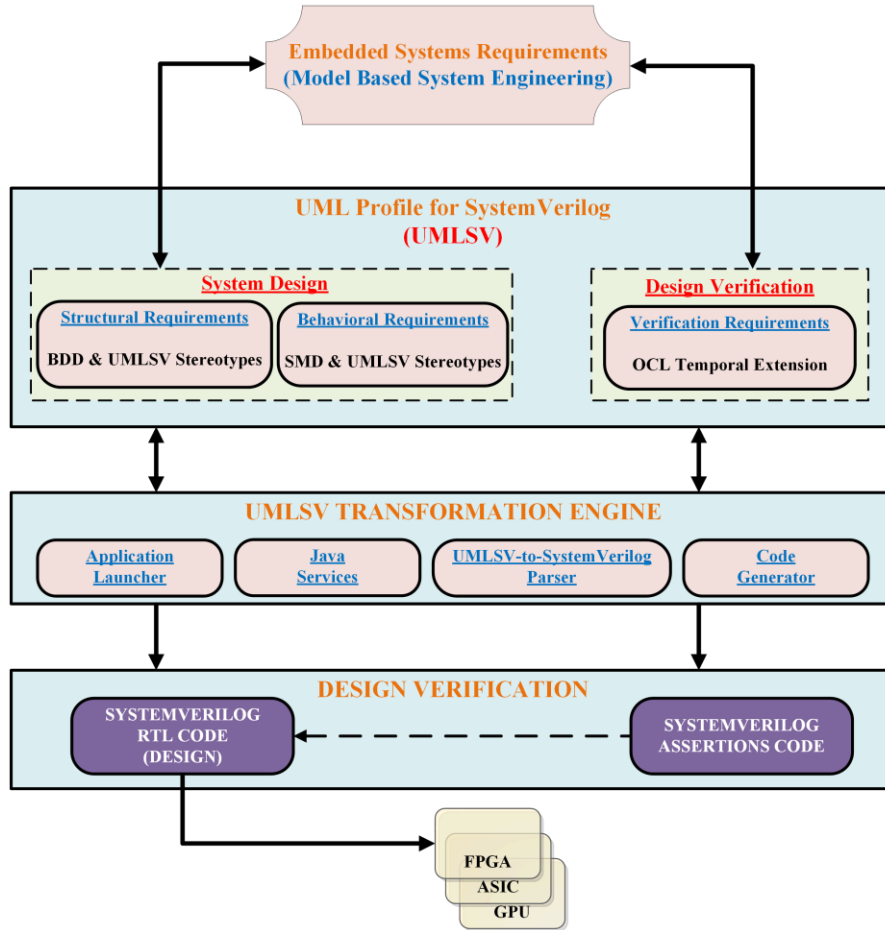 Embedded Systems Requirements
(Model Based System Engineering)
UML Profile for SystemVerilog
(UMLSV)
System Design
Structural Requirements
BDD & UMLSV Stereotypes
Behavioral Requirements
SMD & UMLSV Stereotypes
Design Verification
Verification Requirements
OCL Temporal Extension
UMLSV TRANSFORMATION ENGINE
Application
Launcher
Java
Services
UMLSV-to-SystemVerilog
Parser
Code
Generator
DESIGN VERIFICATION
SYSTEMVERILOG
RTL CODE
(DESIGN)
SYSTEMVERILOG
ASSERTIONS CODE
FPGA
ASIC
GPU